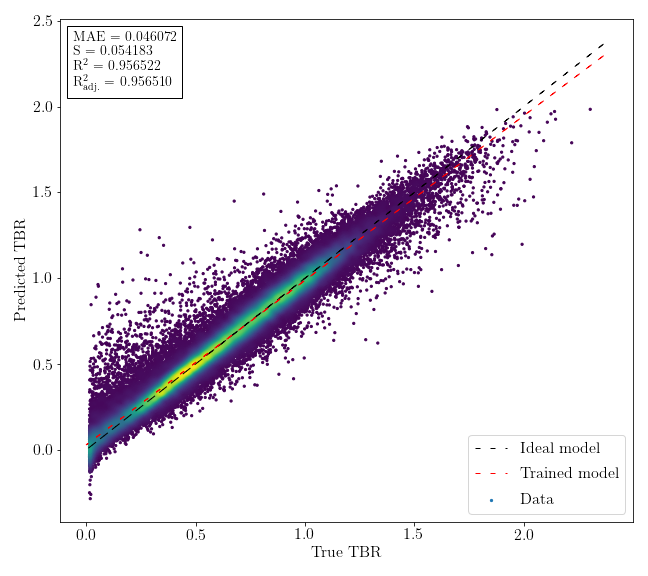 MAE = 0.046072
S = 0.054183
R² = 0.956522
R²adj. = 0.956510
2.5
2.0
1.5
1.0
0.5
0.0
Predicted TBR
0.0 0.5 1.0 1.5 2.0
True TBR
Ideal model
Trained model
Data